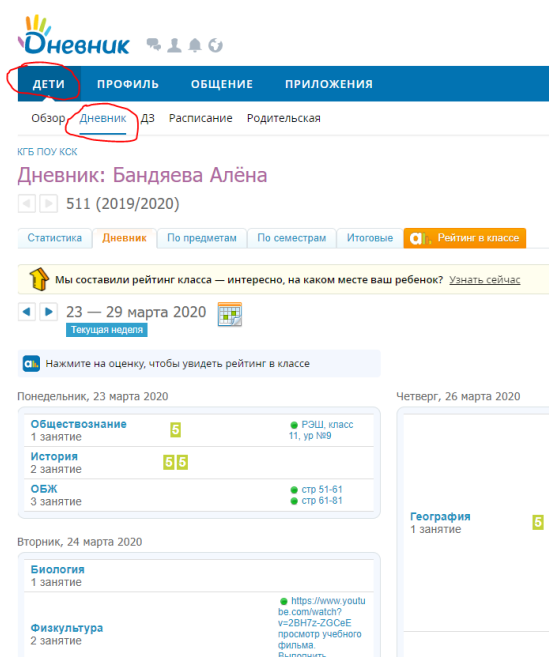 Дневник
ДЕТИ ПРОФИЛЬ ОБЩЕНИЕ ПРИЛОЖЕНИЯ
Обзор Дневник ДЗ Расписание Родительская
КГБ ПОУ КСК
Дневник: Бандяева Алёна
511 (2019/2020)
Статистика Дневник По предметам По семестрам Итоговые Рейтинг в классе
Мы составили рейтинг класса — интересно, на каком месте ваш ребенок? Узнать сейчас
23 — 29 марта 2020
Текущая неделя
Нажмите на оценку, чтобы увидеть рейтинг в классе
Понедельник, 23 марта 2020
Обществознание
1 занятие
5
РЭШ, класс
11, ур №9
История
2 занятие
5 5
ОБЖ
3 занятие
стр 51-61
стр 61-81
Вторник, 24 марта 2020
Биология
1 занятие
Физкультура
2 занятие
https://www.youtu
be.com/watch?
v=2BH7z-ZGCeE
просмотр учебного
фильма.
Выполнить
Четверг, 26 марта 2020
География
1 занятие
5